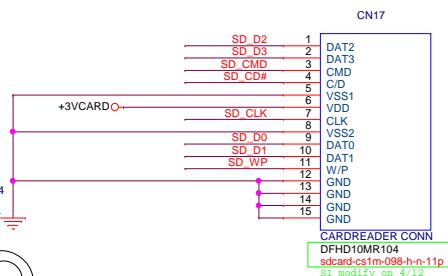 CN17
SD_D2 1 DAT2
SD_D3 2 DAT3
SD_CMD 3 CMD
SD_CD# 4 C/D
5 VSS1
+3VCARD 6 VDD
SD_CLK 7 CLK
8 VSS2
SD_D0 9 DAT0
SD_D1 10 DAT1
SD_WP 11 W/P
12 GND
13 GND
14 GND
15 GND
4
CARDREADER CONN
DFHD10MR104
sdcard-cs1m-098-h-n-11p
SI modify on 4/12